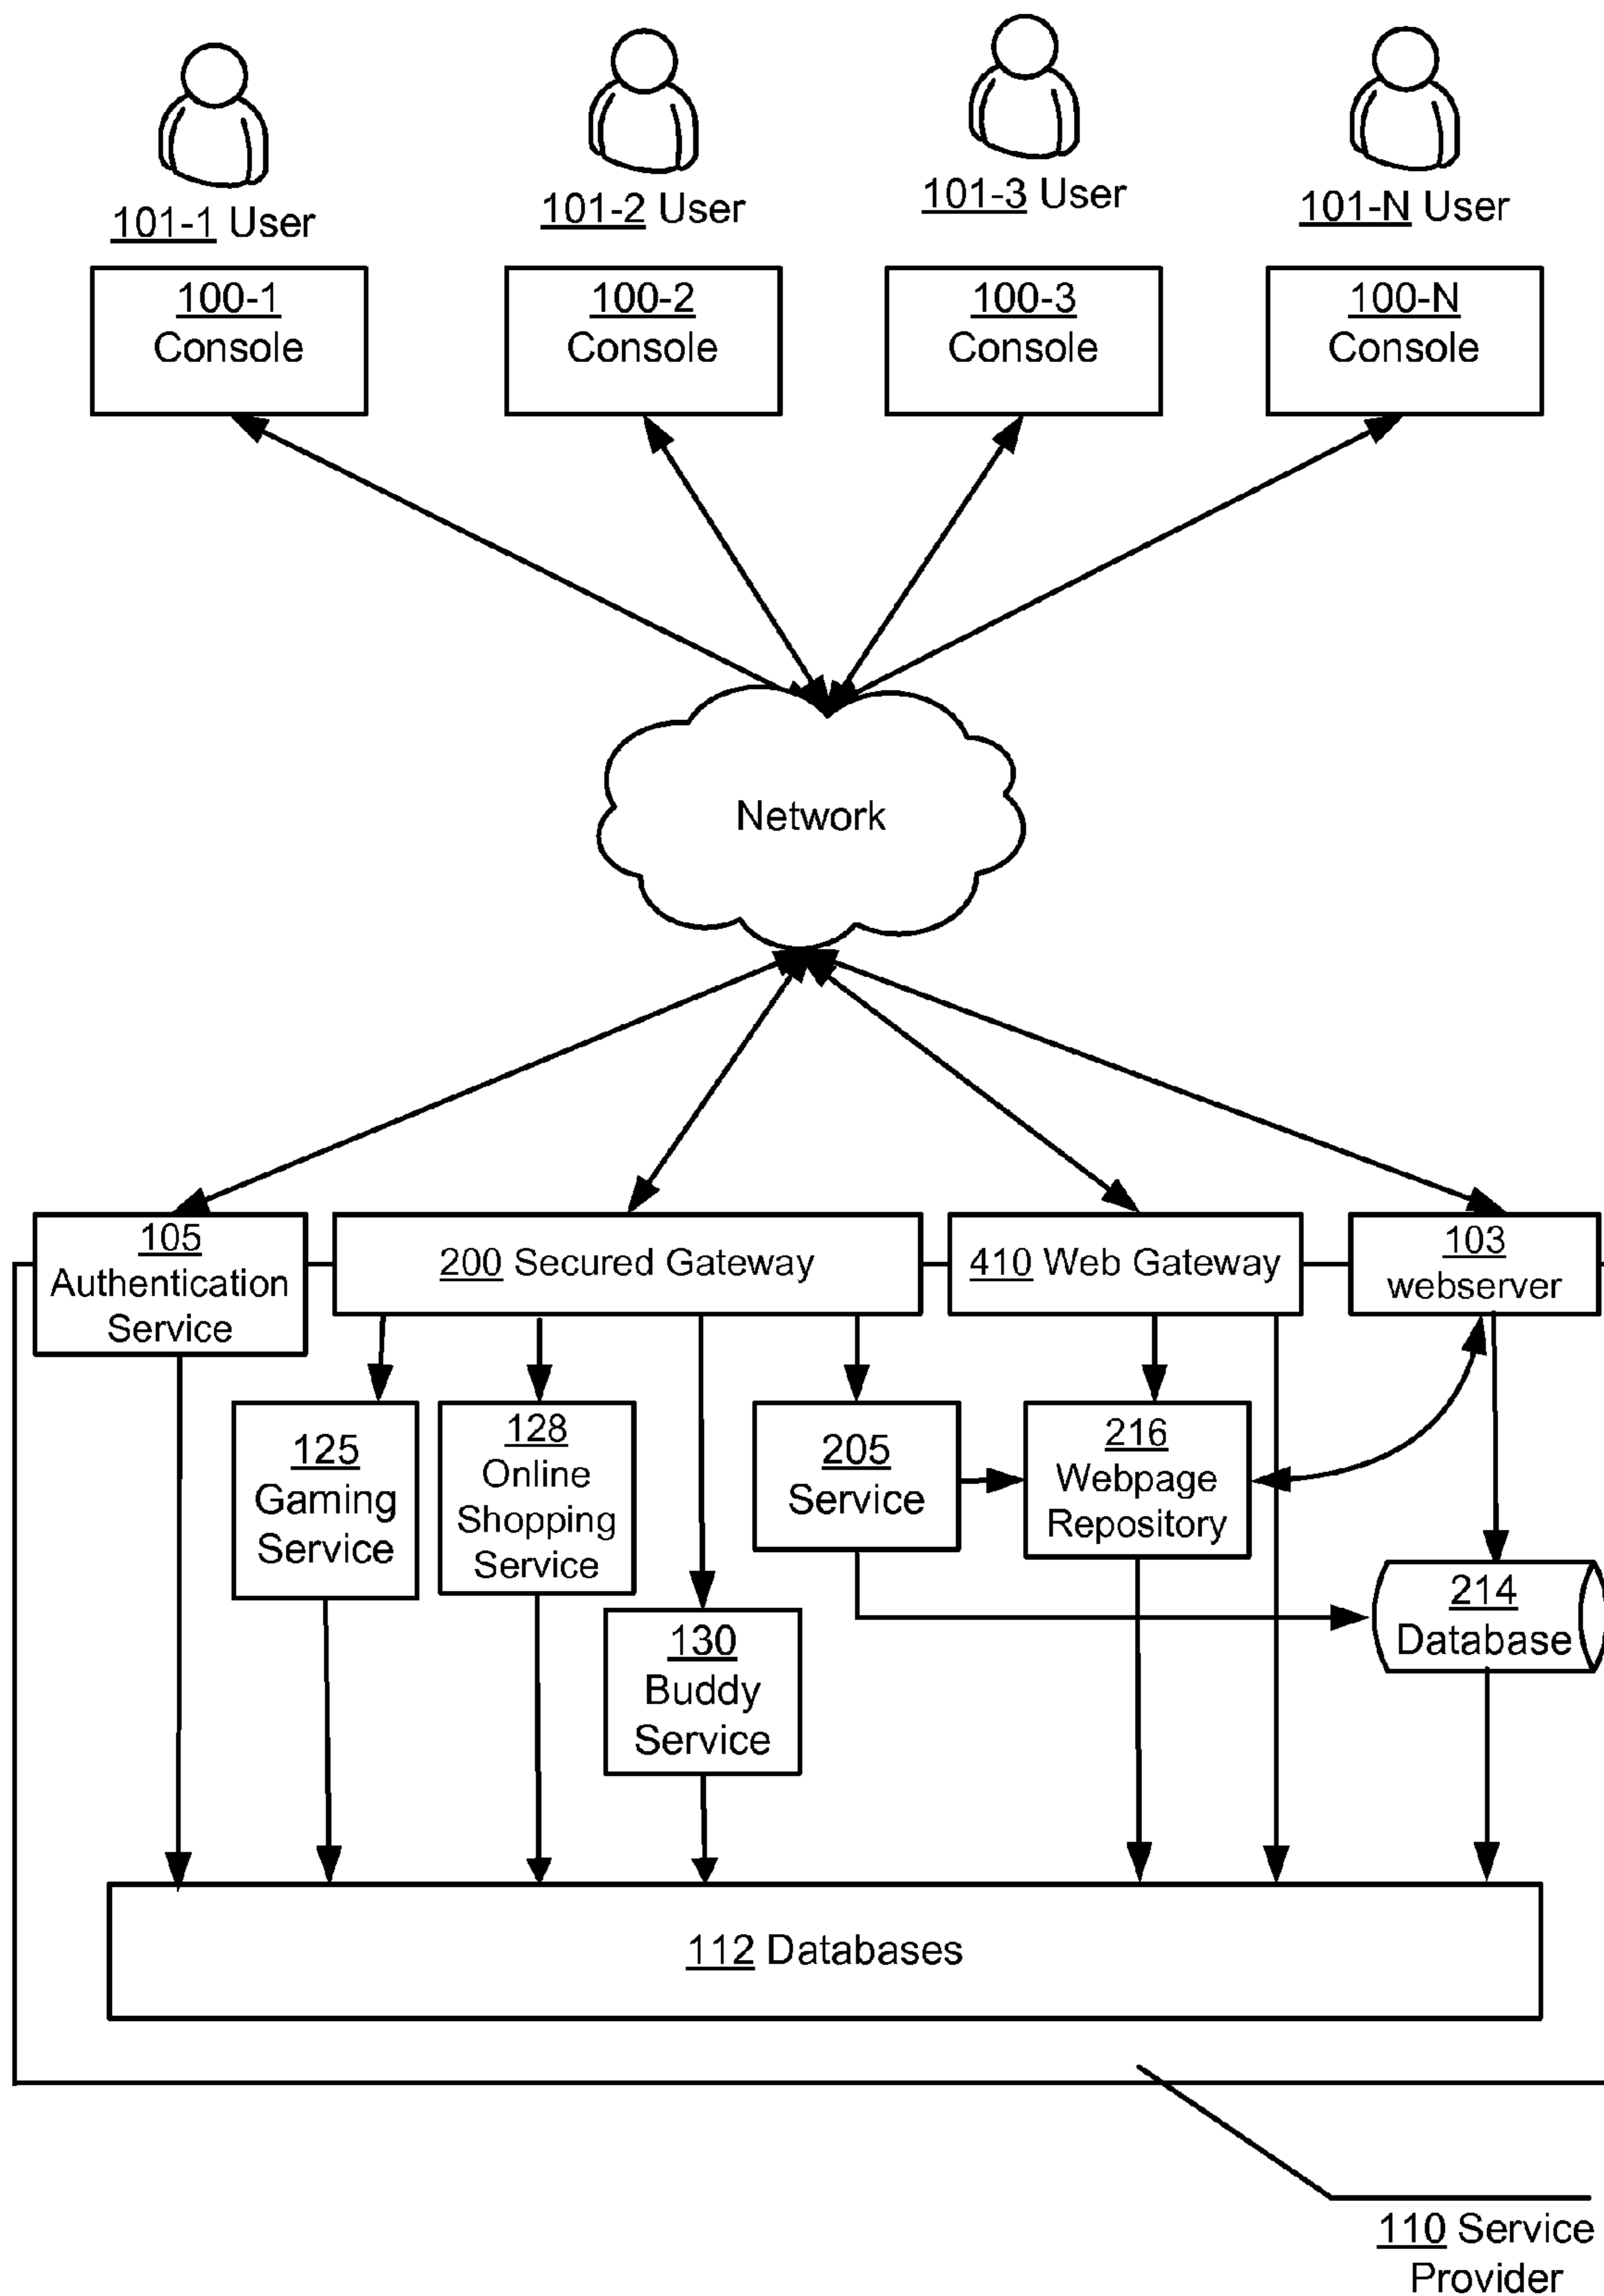 101-1 User
101-2 User
101-3 User
101-N User
100-1
Console
100-2
Console
100-3
Console
100-N
Console
Network
105
Authentication
Service
200 Secured Gateway
410 Web Gateway
103
webserver
125
Gaming
Service
128
Online
Shopping
Service
130
Buddy
Service
205
Service
216
Webpage
Repository
214
Database
112 Databases
110 Service
Provider